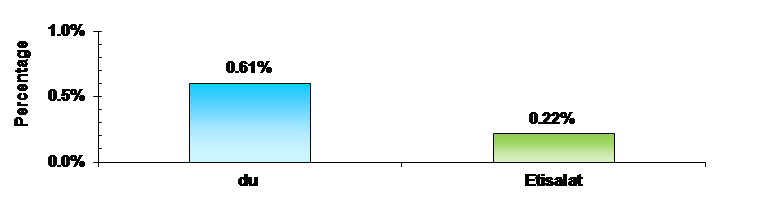 1.0%
0.61%
Percentage
0.5%
0.22%
0.0%
du
Etisalat